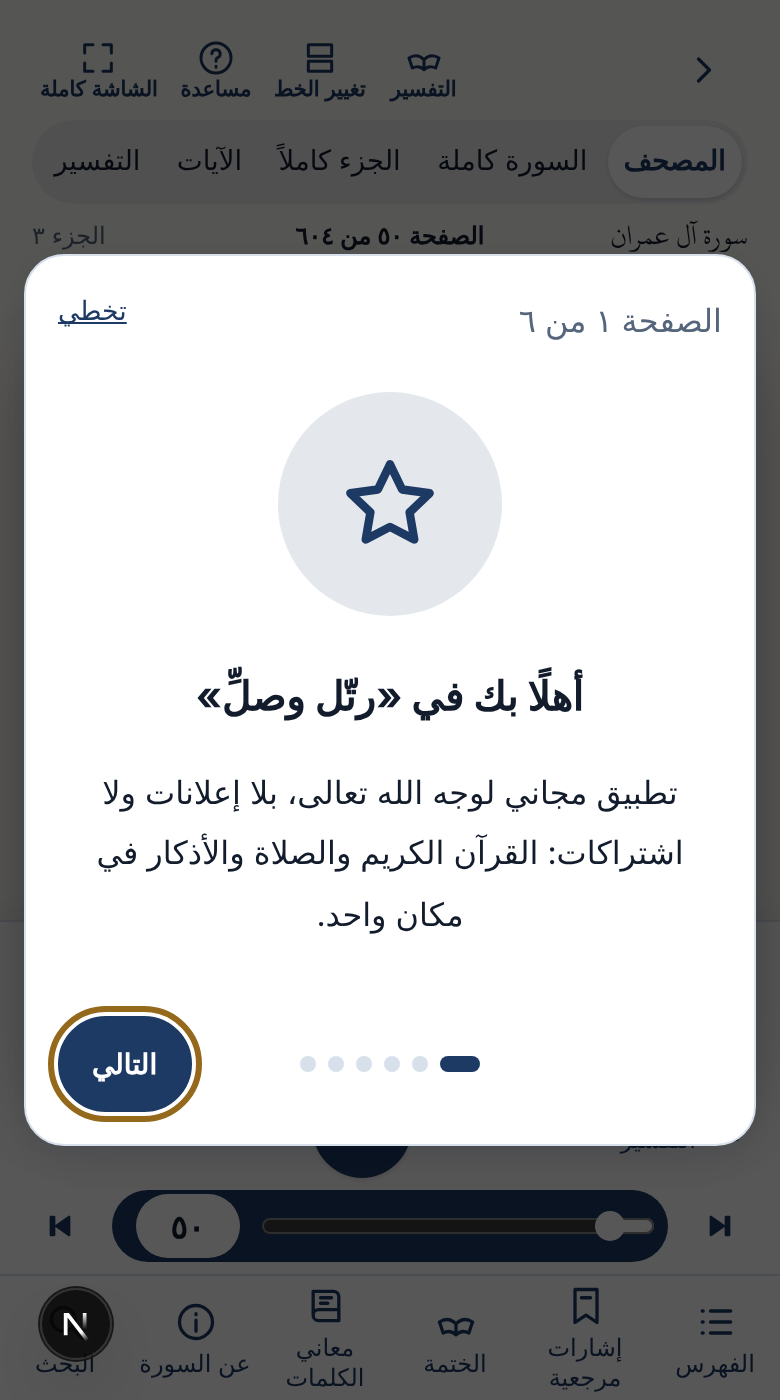 التفسير
تغيير الخط
مساعدة
الشاشة كاملة
المصحف
السورة كاملة
الجزء كاملاً
الآيات
التفسير
سورة آل عمران
الصفحة ٥٠ من ٦٠٤
الجزء ٣
الصفحة ١ من ٦
تخطي
أهلًا بك في «رتّل وصلِّ»
تطبيق مجاني لوجه الله تعالى، بلا إعلانات ولا
اشتراكات: القرآن الكريم والصلاة والأذكار في
مكان واحد.
التالي
التفسير
٥٠
الفهرس
إشارات
مرجعية
الختمة
معاني
الكلمات
عن السورة
البحث
N